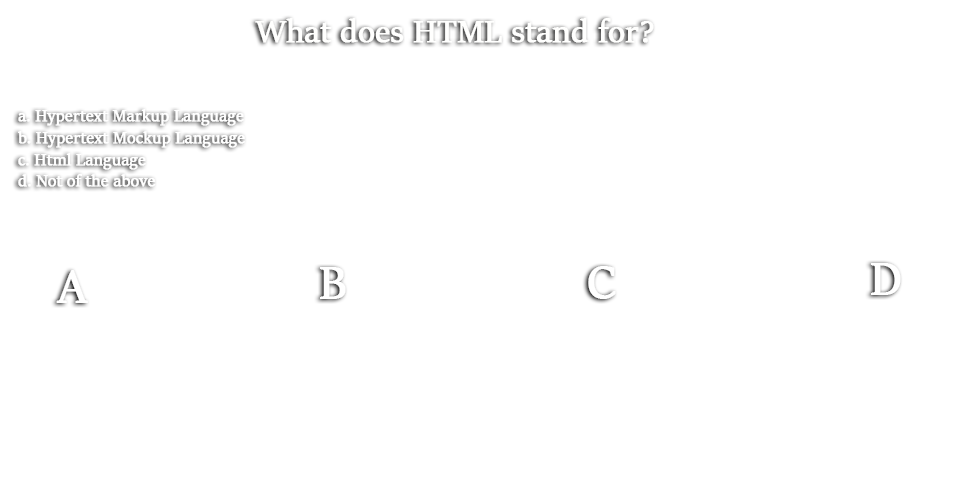 What does HTML stand for?
a. Hypertext Markup Language
b. Hypertext Mockup Language
c. Html Language
d. Not of the above
A B C D